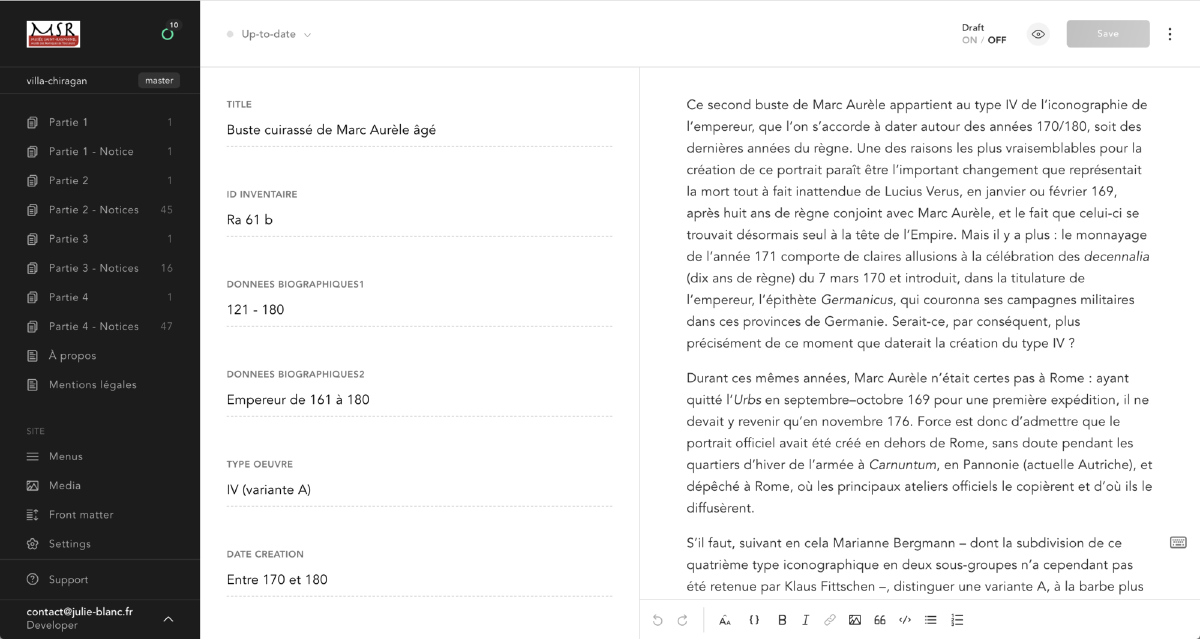 MSR
10
villa-chiragan
master
Partie 1 1
Partie 1 - Notice 1
Partie 2 1
Partie 2 - Notices 45
Partie 3 1
Partie 3 - Notices 16
Partie 4 1
Partie 4 - Notices 47
À propos
Mentions légales
SITE
Menus
Media
Front matter
Settings
Support
contact@julie-blanc.fr
Developer
Up-to-date
Draft
ON / OFF
Save
TITLE
Buste cuirassé de Marc Aurèle âgé
ID INVENTAIRE
Ra 61 b
DONNEES BIOGRAPHIQUES1
121 - 180
DONNEES BIOGRAPHIQUES2
Empereur de 161 à 180
TYPE OEUVRE
IV (variante A)
DATE CREATION
Entre 170 et 180
Ce second buste de Marc Aurèle appartient au type IV de l’iconographie de
l’empereur, que l’on s’accorde à dater autour des années 170/180, soit des
dernières années du règne. Une des raisons les plus vraisemblables pour la
création de ce portrait paraît être l’important changement que représentait
la mort tout à fait inattendue de Lucius Verus, en janvier ou février 169,
après huit ans de règne conjoint avec Marc Aurèle, et le fait que celui-ci se
trouvait désormais seul à la tête de l’Empire. Mais il y a plus : le monnayage
de l’année 171 comporte de claires allusions à la célébration des decennalia
(dix ans de règne) du 7 mars 170 et introduit, dans la titulature de
l’empereur, l’épithète Germanicus, qui couronna ses campagnes militaires
dans ces provinces de Germanie. Serait-ce, par conséquent, plus
précisément de ce moment que daterait la création du type IV ?
Durant ces mêmes années, Marc Aurèle n’était certes pas à Rome : ayant
quitté l’Urbs en septembre–octobre 169 pour une première expédition, il ne
devait y revenir qu’en novembre 176. Force est donc d’admettre que le
portrait officiel avait été créé en dehors de Rome, sans doute pendant les
quartiers d’hiver de l’armée à Carnuntum, en Pannonie (actuelle Autriche), et
dépêché à Rome, où les principaux ateliers officiels le copièrent et d’où ils le
diffusèrent.
S’il faut, suivant en cela Marianne Bergmann – dont la subdivision de ce
quatrième type iconographique en deux sous-groupes n’a cependant pas
été retenue par Klaus Fittschen –, distinguer une variante A, à la barbe plus